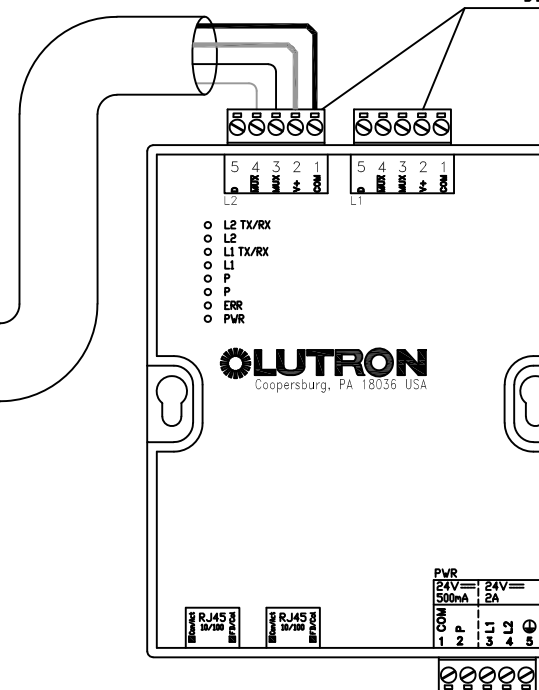 5 4 3 2 1
D MUX MUX V+ COM
L2
5 4 3 2 1
D MUX MUX V+ COM
L1
L2 TX/RX
L2
L1 TX/RX
L1
P
P
ERR
PWR
LUTRON
Coopersburg, PA 18036 USA
RJ45
10/100
RJ45
10/100
PWR
24V 24V
500mA 2A
COM P L1 L2
1 2 3 4 5